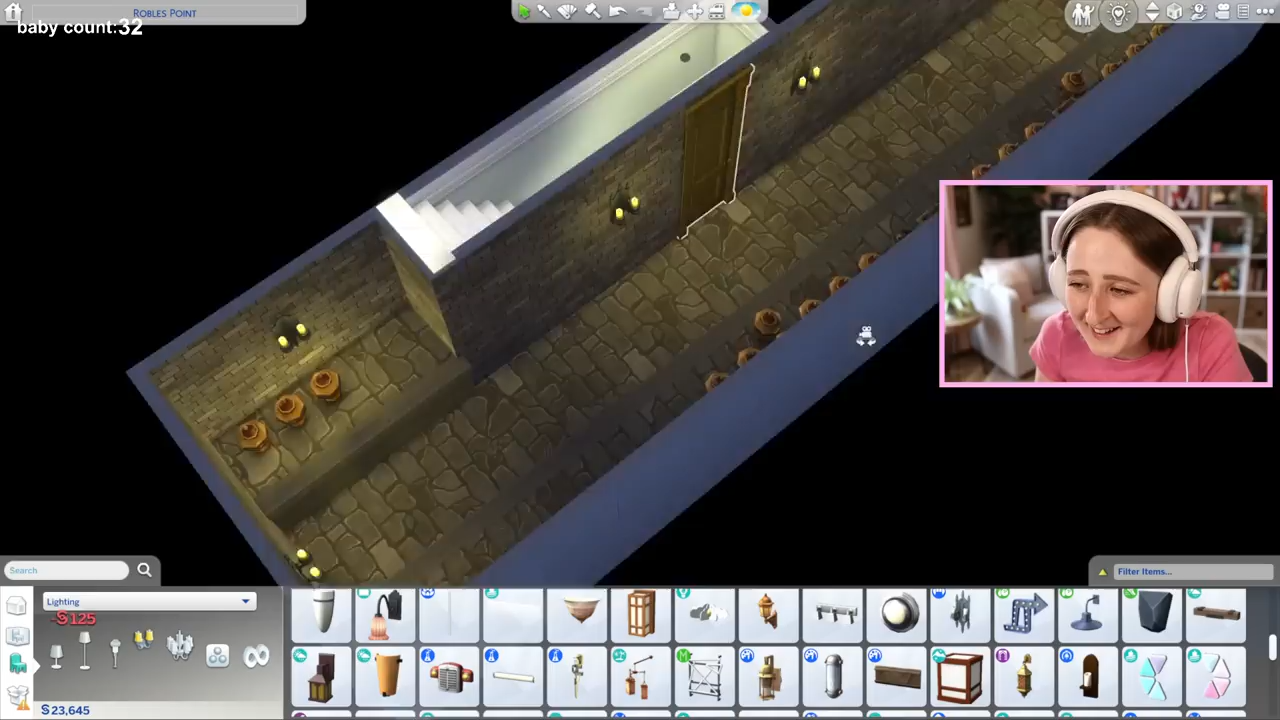 ROBLES POINT
baby count:32
Search
Filter Items...
Lighting
-§125
§23,645